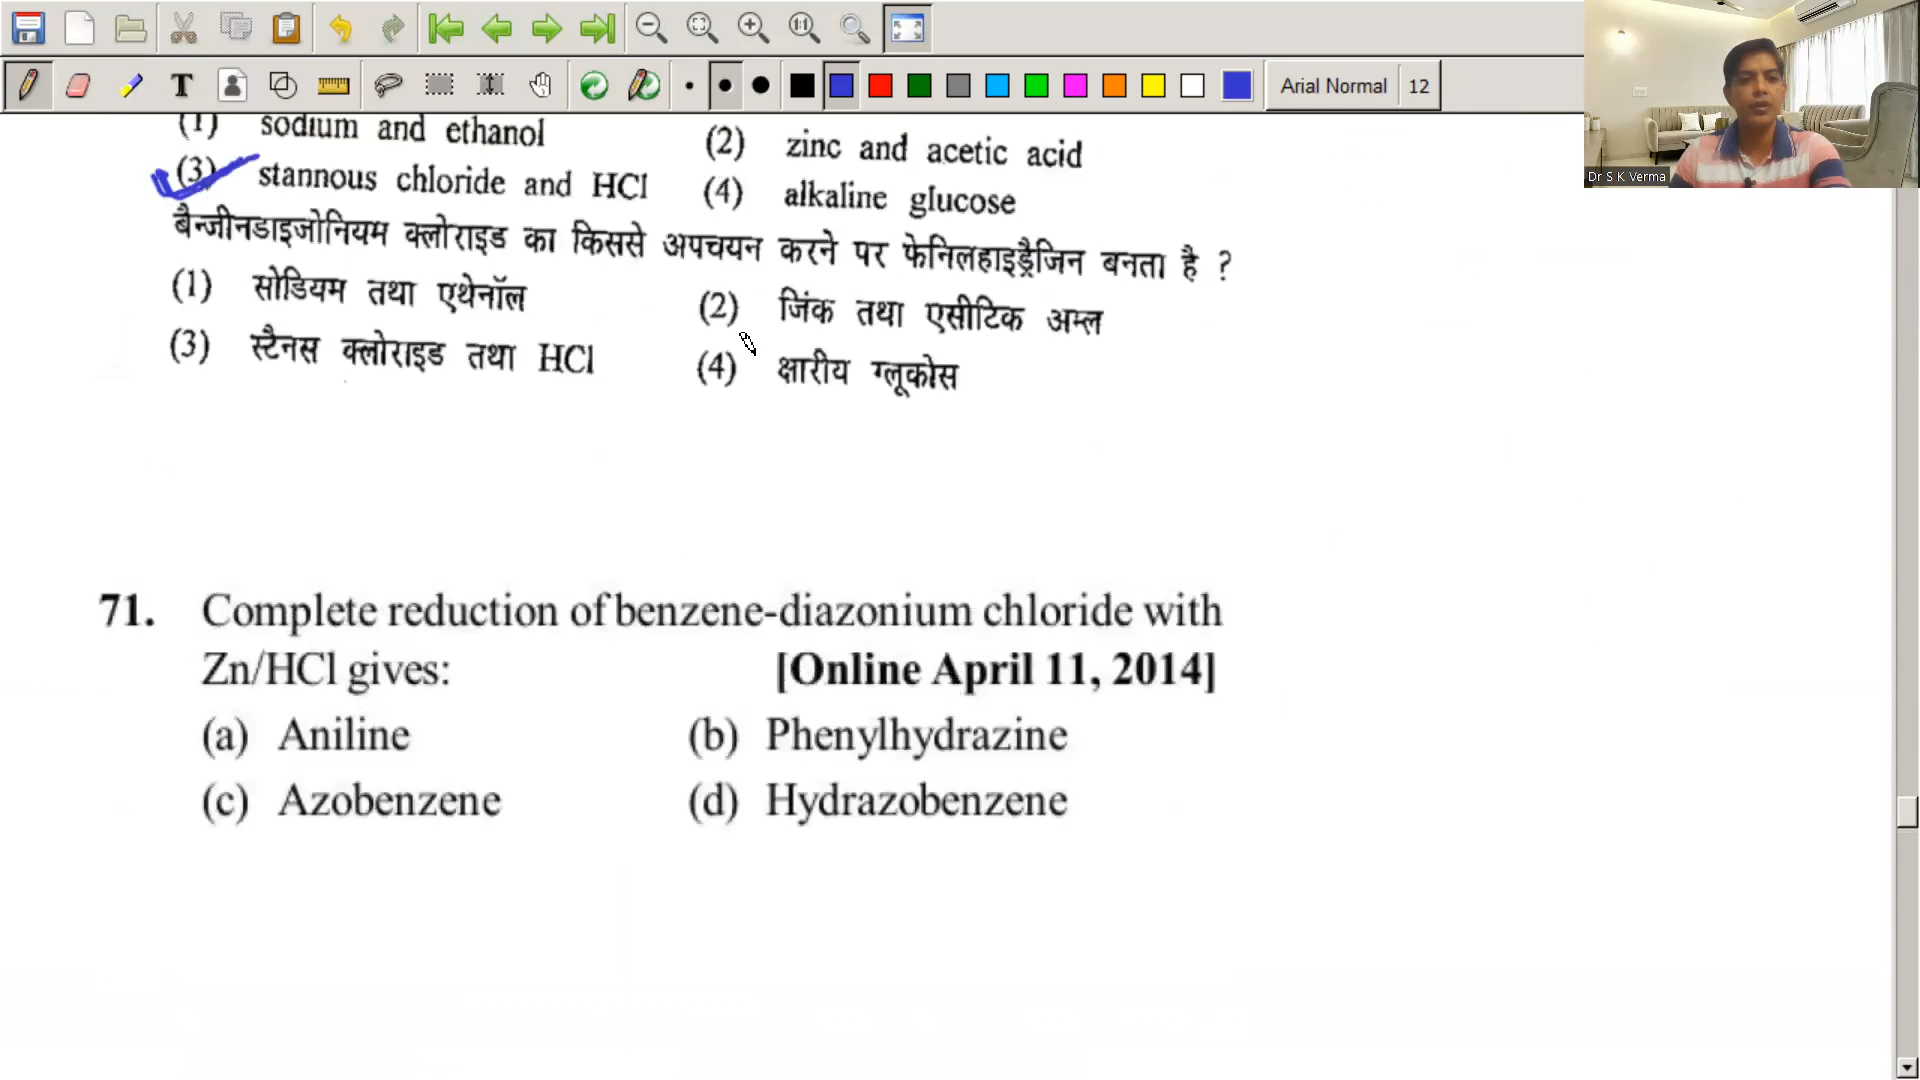 T
1:1
Arial Normal 12
Dr S K Verma
(1) sodium and ethanol (2) zinc and acetic acid
(3) stannous chloride and HCl (4) alkaline glucose
बैन्जीनडाइजोनियम क्लोराइड का किससे अपचयन करने पर फेनिलहाइड्रैजिन बनता है ?
(1) सोडियम तथा एथेनॉल (2) जिंक तथा एसीटिक अम्ल
(3) स्टैनस क्लोराइड तथा HCl (4) क्षारीय ग्लूकोस
71. Complete reduction of benzene-diazonium chloride with
Zn/HCl gives: [Online April 11, 2014]
(a) Aniline (b) Phenylhydrazine
(c) Azobenzene (d) Hydrazobenzene